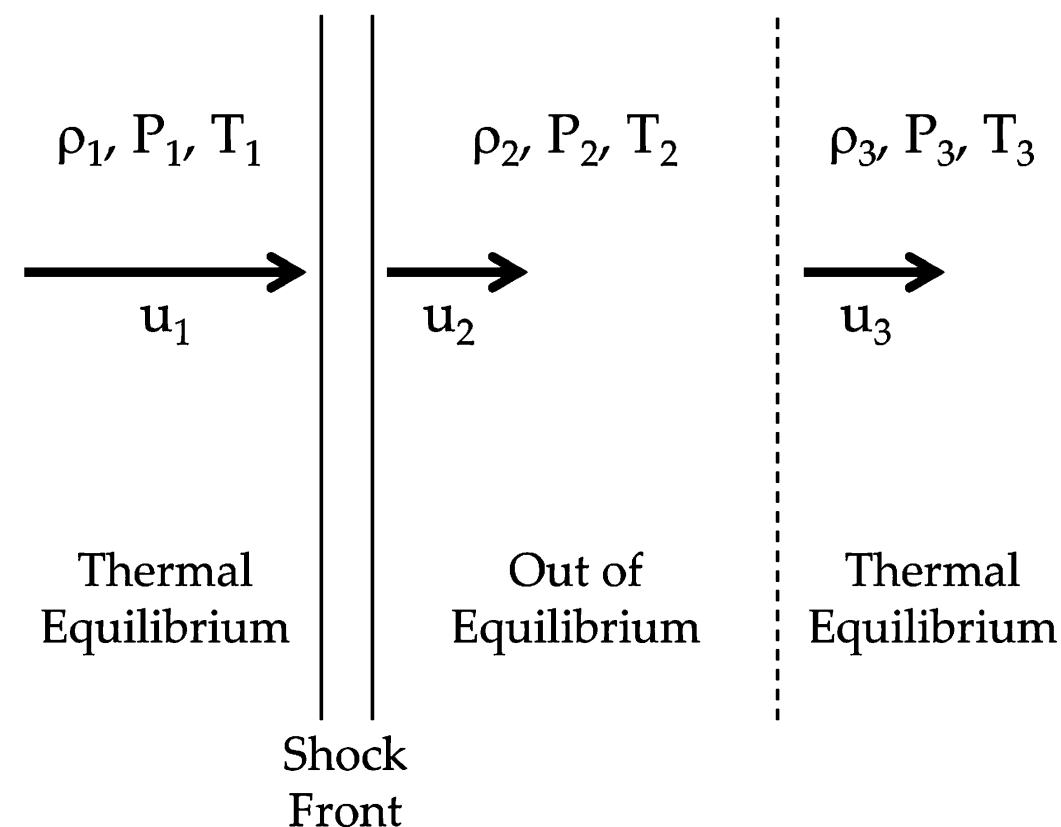 ρ₁, P₁, T₁
ρ₂, P₂, T₂
ρ₃, P₃, T₃
u₁
u₂
u₃
Thermal
Equilibrium
Out of
Equilibrium
Thermal
Equilibrium
Shock
Front